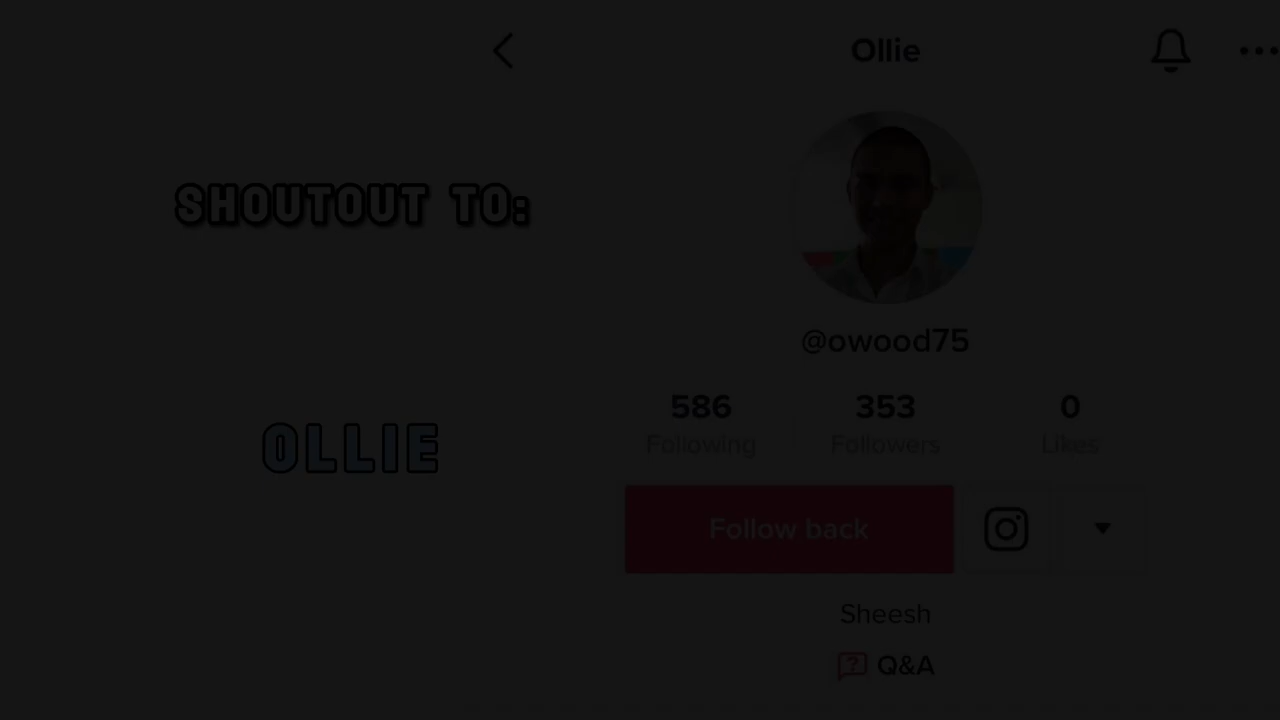 Ollie
SHOUTOUT TO:
@owood75
586 353 0
Following Followers Likes
OLLIE
Follow back
Sheesh
Q&A